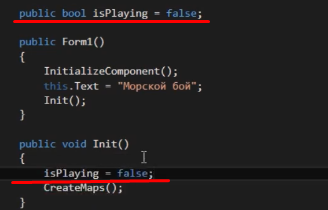 public bool isPlaying = false;
public Form1()
{
InitializeComponent();
this.Text = "Морской бой";
Init();
}
public void Init()
{
isPlaying = false;
CreateMaps();
}